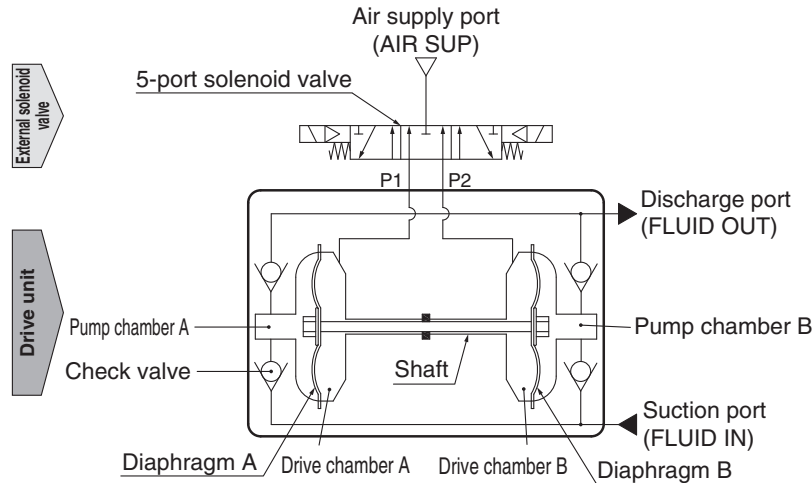 Air supply port
(AIR SUP)
5-port solenoid valve
External solenoid
valve
P1
P2
Discharge port
(FLUID OUT)
Drive unit
Pump chamber A
Pump chamber B
Check valve
Shaft
Suction port
(FLUID IN)
Diaphragm A
Drive chamber A
Drive chamber B
Diaphragm B